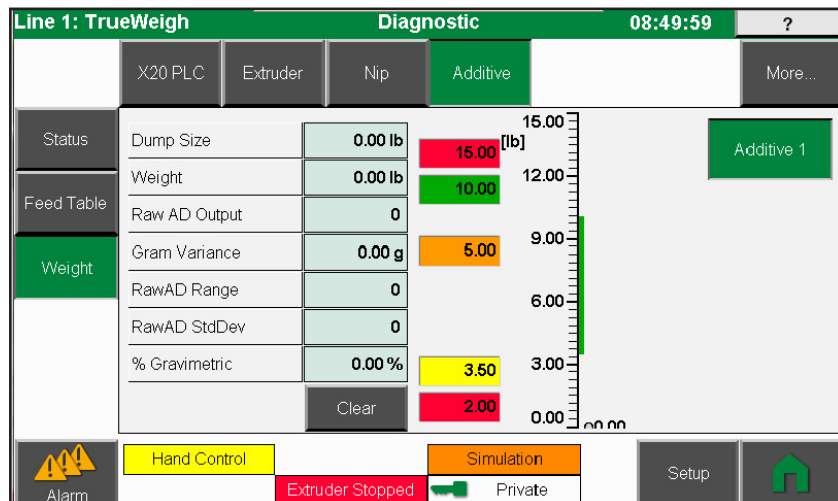 Line 1: TrueWeigh Diagnostic 08:49:59 ?
X20 PLC Extruder Nip Additive More...
Status
Feed Table
Weight
Dump Size 0.00 lb
Weight 0.00 lb
Raw AD Output 0
Gram Variance 0.00 g
RawAD Range 0
RawAD StdDev 0
% Gravimetric 0.00 %
Clear
15.00
10.00
5.00
3.50
2.00
[lb]
15.00
12.00
9.00
6.00
3.00
0.00
Additive 1
Alarm
Hand Control
Simulation
Extruder Stopped
Private
Setup